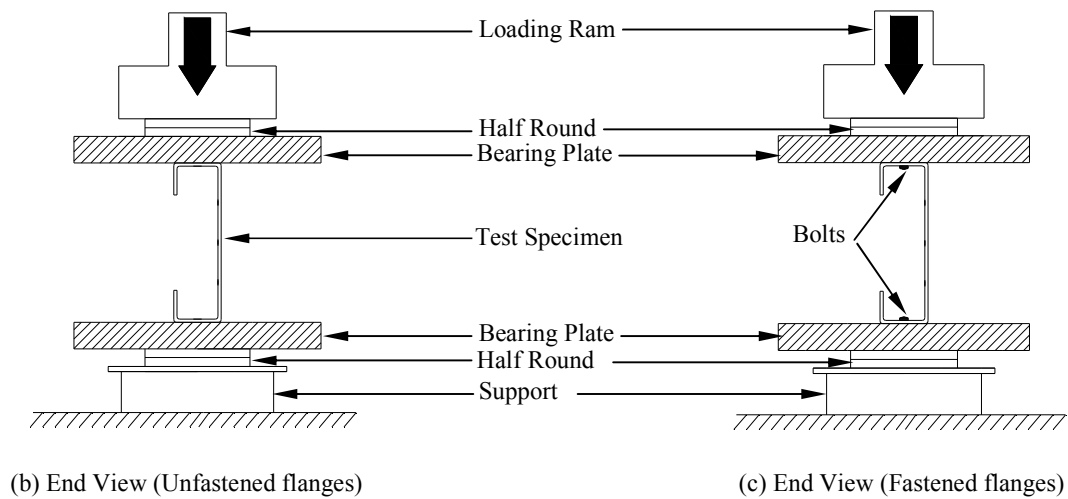 Loading Ram
Half Round
Bearing Plate
Test Specimen
Bolts
Bearing Plate
Half Round
Support
(b) End View (Unfastened flanges)
(c) End View (Fastened flanges)